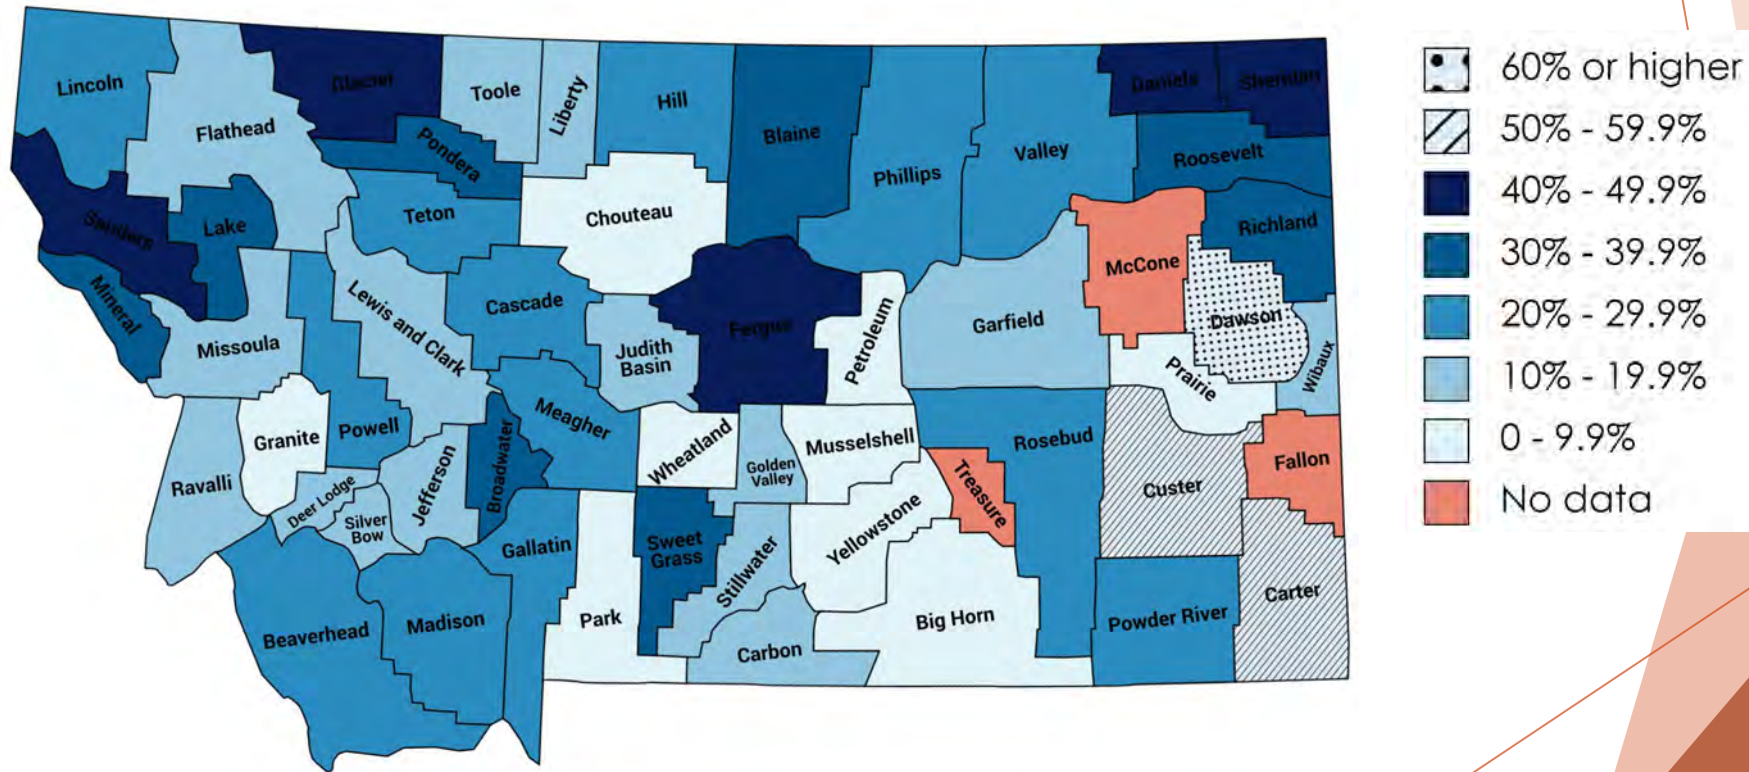 Lincoln
Flathead
Glacier
Toole
Liberty
Hill
Blaine
Phillips
Valley
Daniels
Sheridan
Roosevelt
Pondera
Teton
Chouteau
Richland
Sanders
Lake
Mineral
Missoula
Lewis and Clark
Cascade
Judith
Basin
Fergus
Petroleum
Garfield
McCone
Dawson
Wibaux
Prairie
Granite
Powell
Meagher
Wheatland
Golden
Valley
Musselshell
Rosebud
Treasure
Custer
Fallon
Ravalli
Deer Lodge
Silver
Bow
Jefferson
Broadwater
Gallatin
Sweet
Grass
Stillwater
Yellowstone
Beaverhead
Madison
Park
Carbon
Big Horn
Powder River
Carter
60% or higher
50% - 59.9%
40% - 49.9%
30% - 39.9%
20% - 29.9%
10% - 19.9%
0 - 9.9%
No data